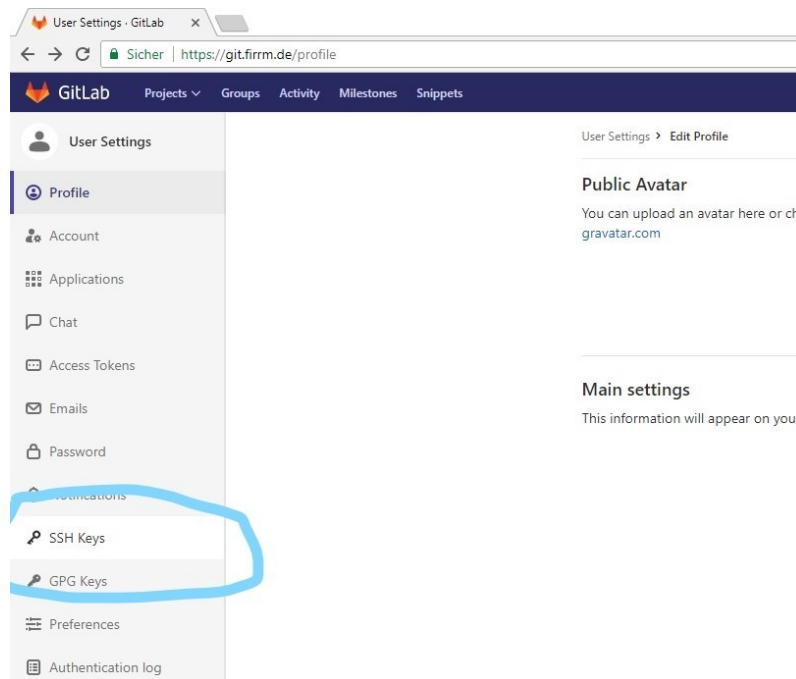 User Settings · GitLab
Sicher | https://git.firrm.de/profile
GitLab Projects Groups Activity Milestones Snippets
User Settings
Profile
Account
Applications
Chat
Access Tokens
Emails
Password
Notifications
SSH Keys
GPG Keys
Preferences
Authentication log
User Settings > Edit Profile
Public Avatar
You can upload an avatar here or ch
gravatar.com
Main settings
This information will appear on you